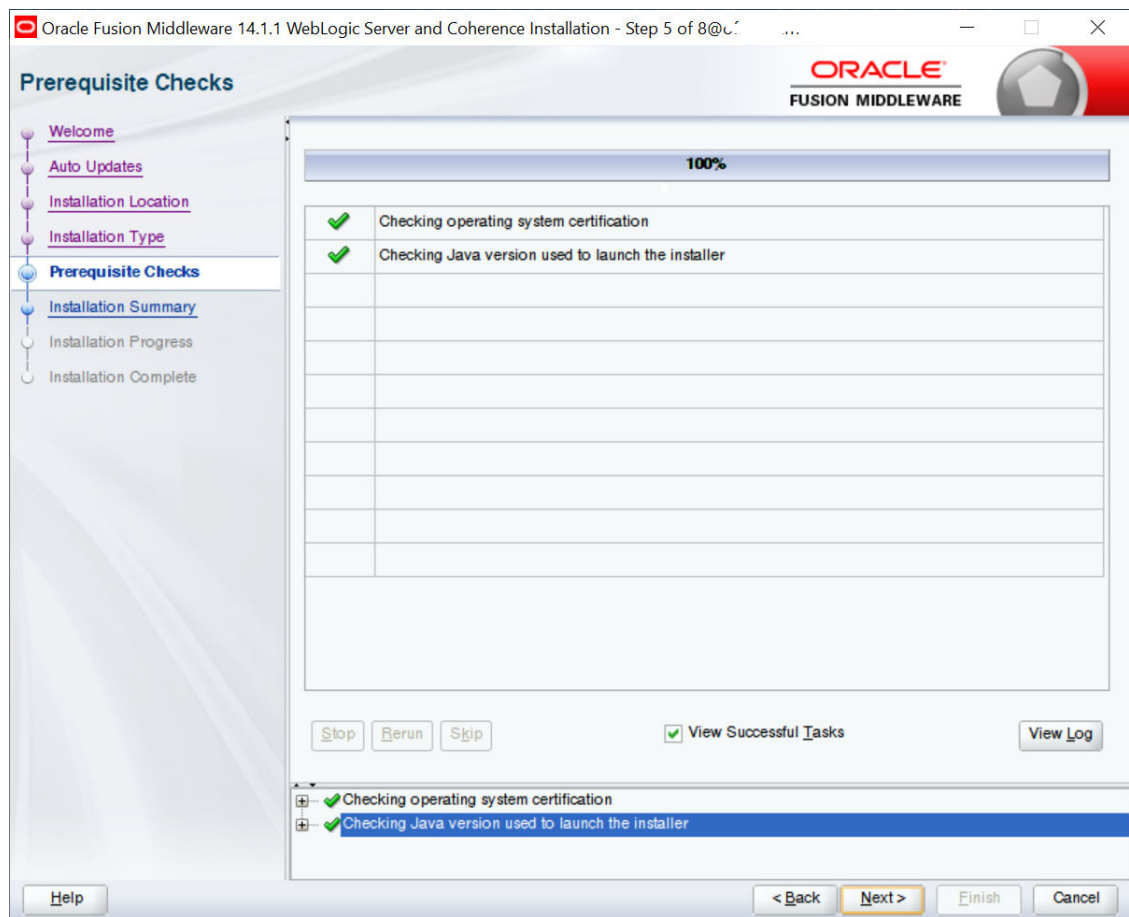 Oracle Fusion Middleware 14.1.1 WebLogic Server and Coherence Installation - Step 5 of 8@
Prerequisite Checks
ORACLE
FUSION MIDDLEWARE
Welcome
Auto Updates
Installation Location
Installation Type
Prerequisite Checks
Installation Summary
Installation Progress
Installation Complete
100%
Checking operating system certification
Checking Java version used to launch the installer
Stop Rerun Skip View Successful Tasks View Log
Checking operating system certification
Checking Java version used to launch the installer
Help < Back Next > Finish Cancel